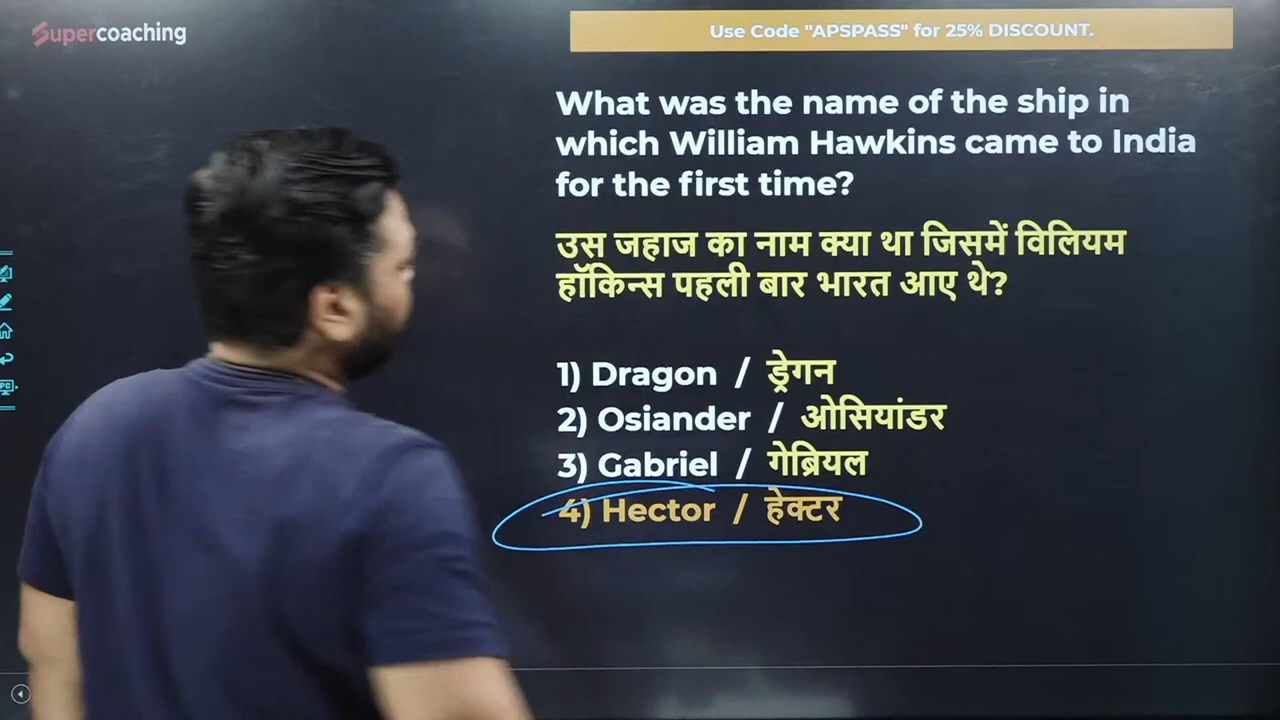 Supercoaching
Use Code "APSPASS" for 25% DISCOUNT.
What was the name of the ship in
which William Hawkins came to India
for the first time?
उस जहाज का नाम क्या था जिसमें विलियम
हॉकिन्स पहली बार भारत आए थे?
1) Dragon / ड्रेगन
2) Osiander / ओसियांडर
3) Gabriel / गेब्रियल
4) Hector / हेक्टर
PC